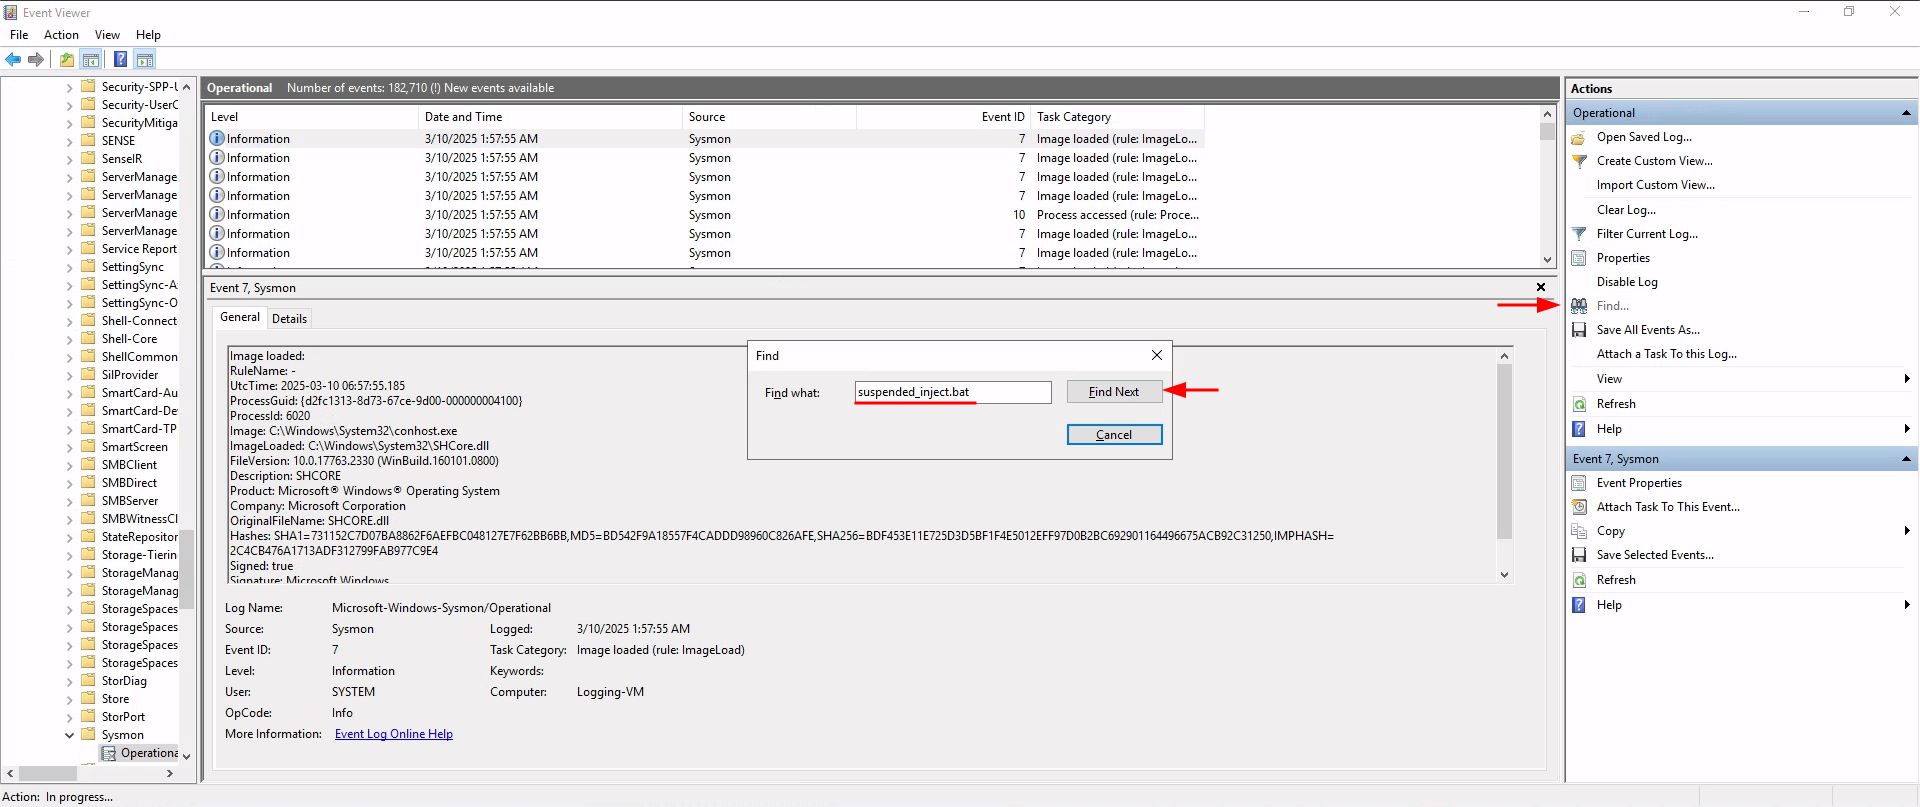 Event Viewer
File Action View Help
Security-SPP-U
Security-UserC
SecurityMitiga
SENSE
SenseIR
ServerManage
ServerManage
ServerManage
ServerManage
Service Report
SettingSync
SettingSync-A
SettingSync-O
Shell-Connect
Shell-Core
ShellCommon
SilProvider
SmartCard-Au
SmartCard-De
SmartCard-TP
SmartScreen
SMBClient
SMBDirect
SMBServer
SMBWitnessCl
StateRepositor
Storage-Tierin
StorageManag
StorageManag
StorageSpaces
StorageSpaces
StorageSpaces
StorageSpaces
StorDiag
Store
StorPort
Sysmon
Operationa
Operational Number of events: 182,710 (!) New events available
Level Date and Time Source Event ID Task Category
Information 3/10/2025 1:57:55 AM Sysmon 7 Image loaded (rule: ImageLo...
Information 3/10/2025 1:57:55 AM Sysmon 7 Image loaded (rule: ImageLo...
Information 3/10/2025 1:57:55 AM Sysmon 7 Image loaded (rule: ImageLo...
Information 3/10/2025 1:57:55 AM Sysmon 7 Image loaded (rule: ImageLo...
Information 3/10/2025 1:57:55 AM Sysmon 10 Process accessed (rule: Proce...
Information 3/10/2025 1:57:55 AM Sysmon 7 Image loaded (rule: ImageLo...
Information 3/10/2025 1:57:55 AM Sysmon 7 Image loaded (rule: ImageLo...
Event 7, Sysmon
General Details
Image loaded:
RuleName: -
UtcTime: 2025-03-10 06:57:55.185
ProcessGuid: {d2fc1313-8d73-67ce-9d00-000000004100}
ProcessId: 6020
Image: C:\Windows\System32\conhost.exe
ImageLoaded: C:\Windows\System32\SHCore.dll
FileVersion: 10.0.17763.2330 (WinBuild.160101.0800)
Description: SHCORE
Product: Microsoft® Windows® Operating System
Company: Microsoft Corporation
OriginalFileName: SHCORE.dll
Hashes: SHA1=731152C7D07BA8862F6AEFBC048127E7F62BB6BB,MD5=BD542F9A18557F4CADDD98960C826AFE,SHA256=BDF453E11E725D3D5BF1F4E5012EFF97D0B2BC692901164496675ACB92C31250,IMPHASH=
2C4CB476A1713ADF312799FAB977C9E4
Signed: true
Signature: Microsoft Windows
Find
Find what: suspended_inject.bat Find Next
Cancel
Log Name: Microsoft-Windows-Sysmon/Operational
Source: Sysmon Logged: 3/10/2025 1:57:55 AM
Event ID: 7 Task Category: Image loaded (rule: ImageLoad)
Level: Information Keywords:
User: SYSTEM Computer: Logging-VM
OpCode: Info
More Information: Event Log Online Help
Actions
Operational
Open Saved Log...
Create Custom View...
Import Custom View...
Clear Log...
Filter Current Log...
Properties
Disable Log
Find...
Save All Events As...
Attach a Task To this Log...
View
Refresh
Help
Event 7, Sysmon
Event Properties
Attach Task To This Event...
Copy
Save Selected Events...
Refresh
Help
Action: In progress...